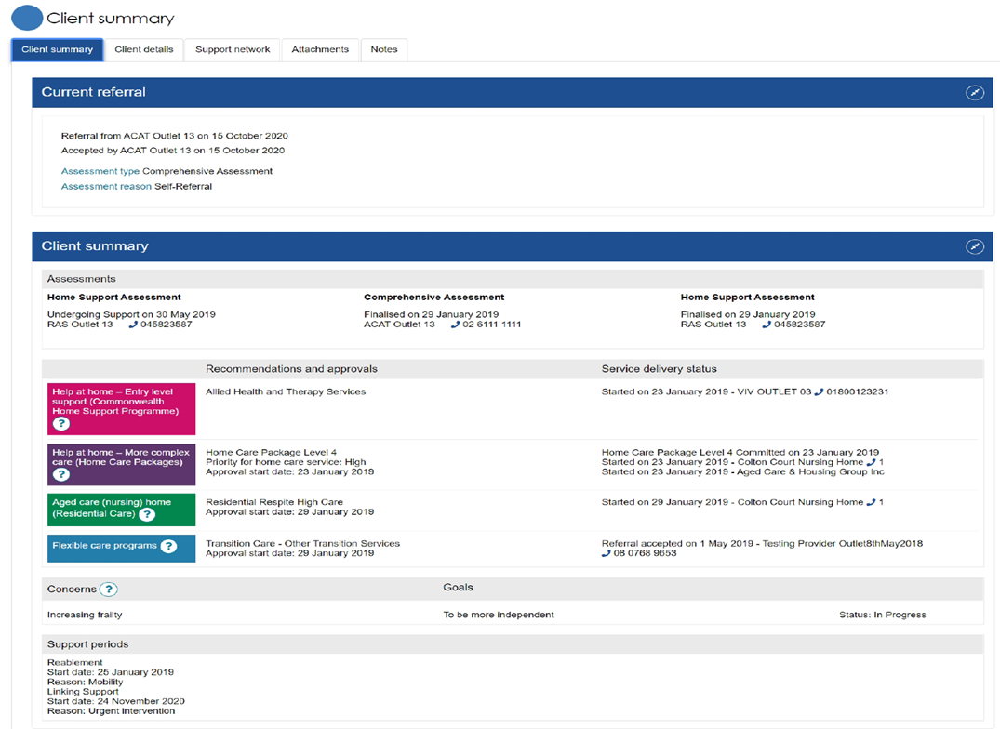 Client summary
Client summary
Client details
Support network
Attachments
Notes
Current referral
Referral from ACAT Outlet 13 on 15 October 2020
Accepted by ACAT Outlet 13 on 15 October 2020
Assessment type Comprehensive Assessment
Assessment reason Self-Referral
Client summary
Assessments
Home Support Assessment
Undergoing Support on 30 May 2019
RAS Outlet 13 045823587
Comprehensive Assessment
Finalised on 29 January 2019
ACAT Outlet 13 02 6111 1111
Home Support Assessment
Finalised on 29 January 2019
RAS Outlet 13 045823587
Recommendations and approvals
Service delivery status
Help at home – Entry level
support (Commonwealth
Home Support Programme)
?
Allied Health and Therapy Services
Started on 23 January 2019 - VIV OUTLET 03 01800123231
Help at home – More complex
care (Home Care Packages)
?
Home Care Package Level 4
Priority for home care service: High
Approval start date: 23 January 2019
Home Care Package Level 4 Committed on 23 January 2019
Started on 23 January 2019 - Colton Court Nursing Home 1
Started on 23 January 2019 - Aged Care & Housing Group Inc
Aged care (nursing) home
(Residential Care) ?
Residential Respite High Care
Approval start date: 29 January 2019
Started on 29 January 2019 - Colton Court Nursing Home 1
Flexible care programs ?
Transition Care - Other Transition Services
Approval start date: 29 January 2019
Referral accepted on 1 May 2019 - Testing Provider Outlet8thMay2018
08 0768 9653
Concerns ?
Goals
Increasing frailty
To be more independent
Status: In Progress
Support periods
Reablement
Start date: 25 January 2019
Reason: Mobility
Linking Support
Start date: 24 November 2020
Reason: Urgent intervention